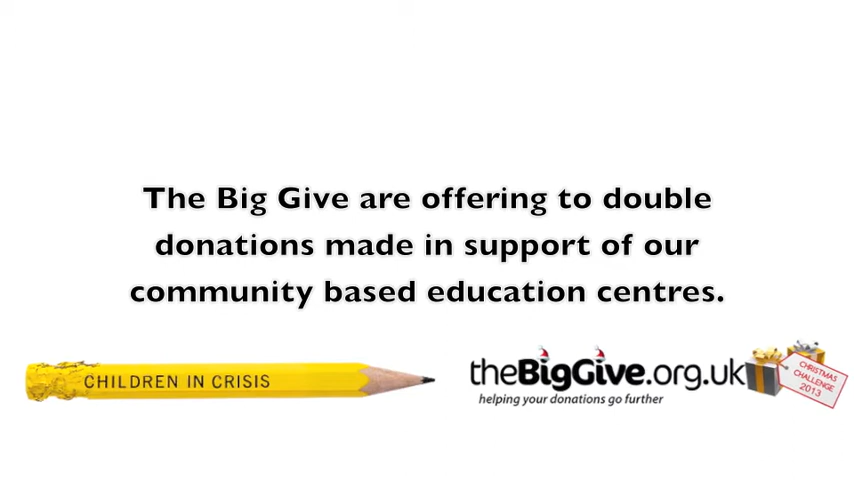 The Big Give are offering to double
donations made in support of our
community based education centres.
CHILDREN IN CRISIS
theBigGive.org.uk
helping your donations go further
CHRISTMAS
CHALLENGE
2013